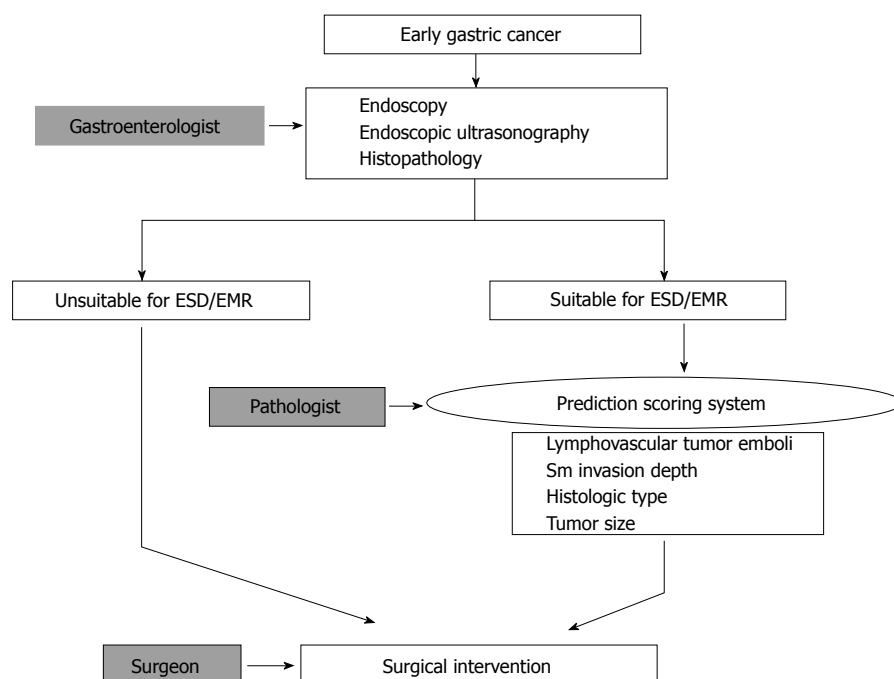 Early gastric cancer
Gastroenterologist
Endoscopy
Endoscopic ultrasonography
Histopathology
Unsuitable for ESD/EMR
Suitable for ESD/EMR
Pathologist
Prediction scoring system
Lymphovascular tumor emboli
Sm invasion depth
Histologic type
Tumor size
Surgeon
Surgical intervention